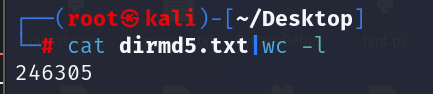 ┌──(root㉿kali)-[~/Desktop]
└─# cat dirmd5.txt|wc -l
246305